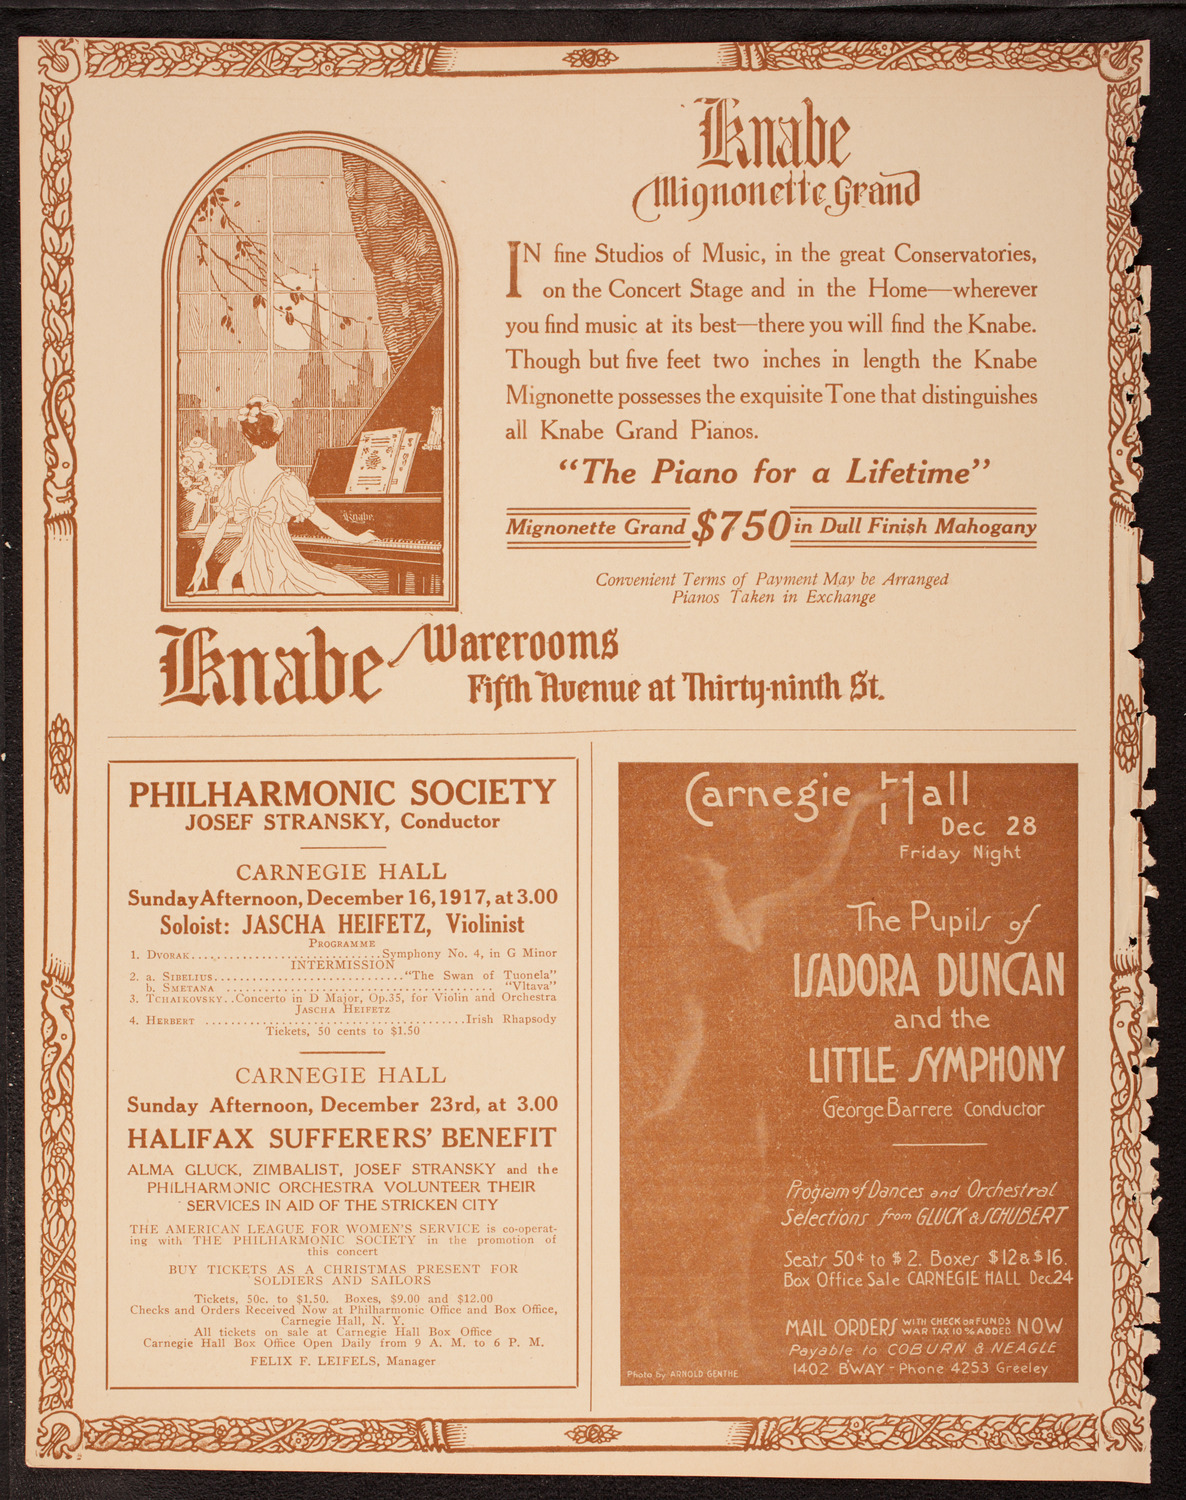 Knabe
Mignonette Grand
IN fine Studios of Music, in the great Conservatories,
on the Concert Stage and in the Home—wherever
you find music at its best—there you will find the Knabe.
Though but five feet two inches in length the Knabe
Mignonette possesses the exquisite Tone that distinguishes
all Knabe Grand Pianos.
"The Piano for a Lifetime"
Mignonette Grand $750 in Dull Finish Mahogany
Convenient Terms of Payment May be Arranged
Pianos Taken in Exchange
Knabe
Knabe Warerooms
Fifth Avenue at Thirty-ninth St.
PHILHARMONIC SOCIETY
JOSEF STRANSKY, Conductor
CARNEGIE HALL
Sunday Afternoon, December 16, 1917, at 3.00
Soloist: JASCHA HEIFETZ, Violinist
PROGRAMME
1. DVORAK..............................Symphony No. 4, in G Minor
INTERMISSION
2. a. SIBELIUS..............................."The Swan of Tuonela"
b. SMETANA ........................................ "Vltava"
3. TCHAIKOVSKY..Concerto in D Major, Op.35, for Violin and Orchestra
JASCHA HEIFETZ
4. HERBERT ........................................Irish Rhapsody
Tickets, 50 cents to $1.50
CARNEGIE HALL
Sunday Afternoon, December 23rd, at 3.00
HALIFAX SUFFERERS' BENEFIT
ALMA GLUCK, ZIMBALIST, JOSEF STRANSKY and the
PHILHARMONIC ORCHESTRA VOLUNTEER THEIR
SERVICES IN AID OF THE STRICKEN CITY
THE AMERICAN LEAGUE FOR WOMEN'S SERVICE is co-operat-
ing with THE PHILHARMONIC SOCIETY in the promotion of
this concert
BUY TICKETS AS A CHRISTMAS PRESENT FOR
SOLDIERS AND SAILORS
Tickets, 50c. to $1.50. Boxes, $9.00 and $12.00
Checks and Orders Received Now at Philharmonic Office and Box Office,
Carnegie Hall, N. Y.
All tickets on sale at Carnegie Hall Box Office
Carnegie Hall Box Office Open Daily from 9 A. M. to 6 P. M.
FELIX F. LEIFELS, Manager
Carnegie Hall
Dec 28
Friday Night
The Pupils of
ISADORA DUNCAN
and the
LITTLE SYMPHONY
George Barrere Conductor
Program of Dances and Orchestral
Selections from GLUCK & SCHUBERT
Seats 50¢ to $2. Boxes $12 & $16.
Box Office Sale CARNEGIE HALL Dec.24
MAIL ORDERS WITH CHECK OR FUNDS WAR TAX 10% ADDED NOW
Payable to COBURN & NEAGLE
1402 B'WAY - Phone 4253 Greeley
Photo by ARNOLD GENTHE